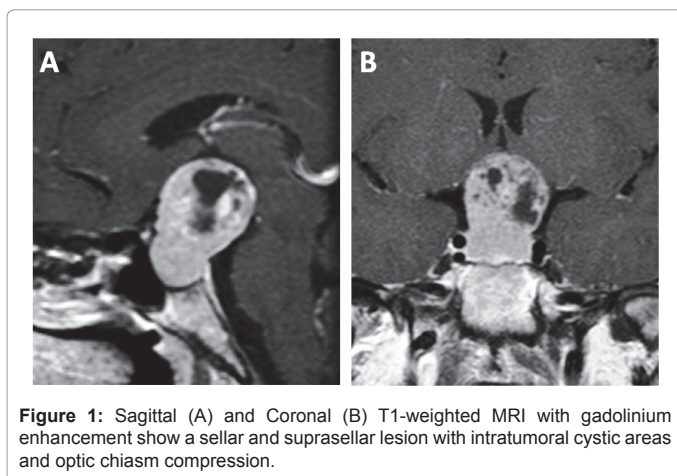 A
B
Figure 1: Sagittal (A) and Coronal (B) T1-weighted MRI with gadolinium
enhancement show a sellar and suprasellar lesion with intratumoral cystic areas
and optic chiasm compression.